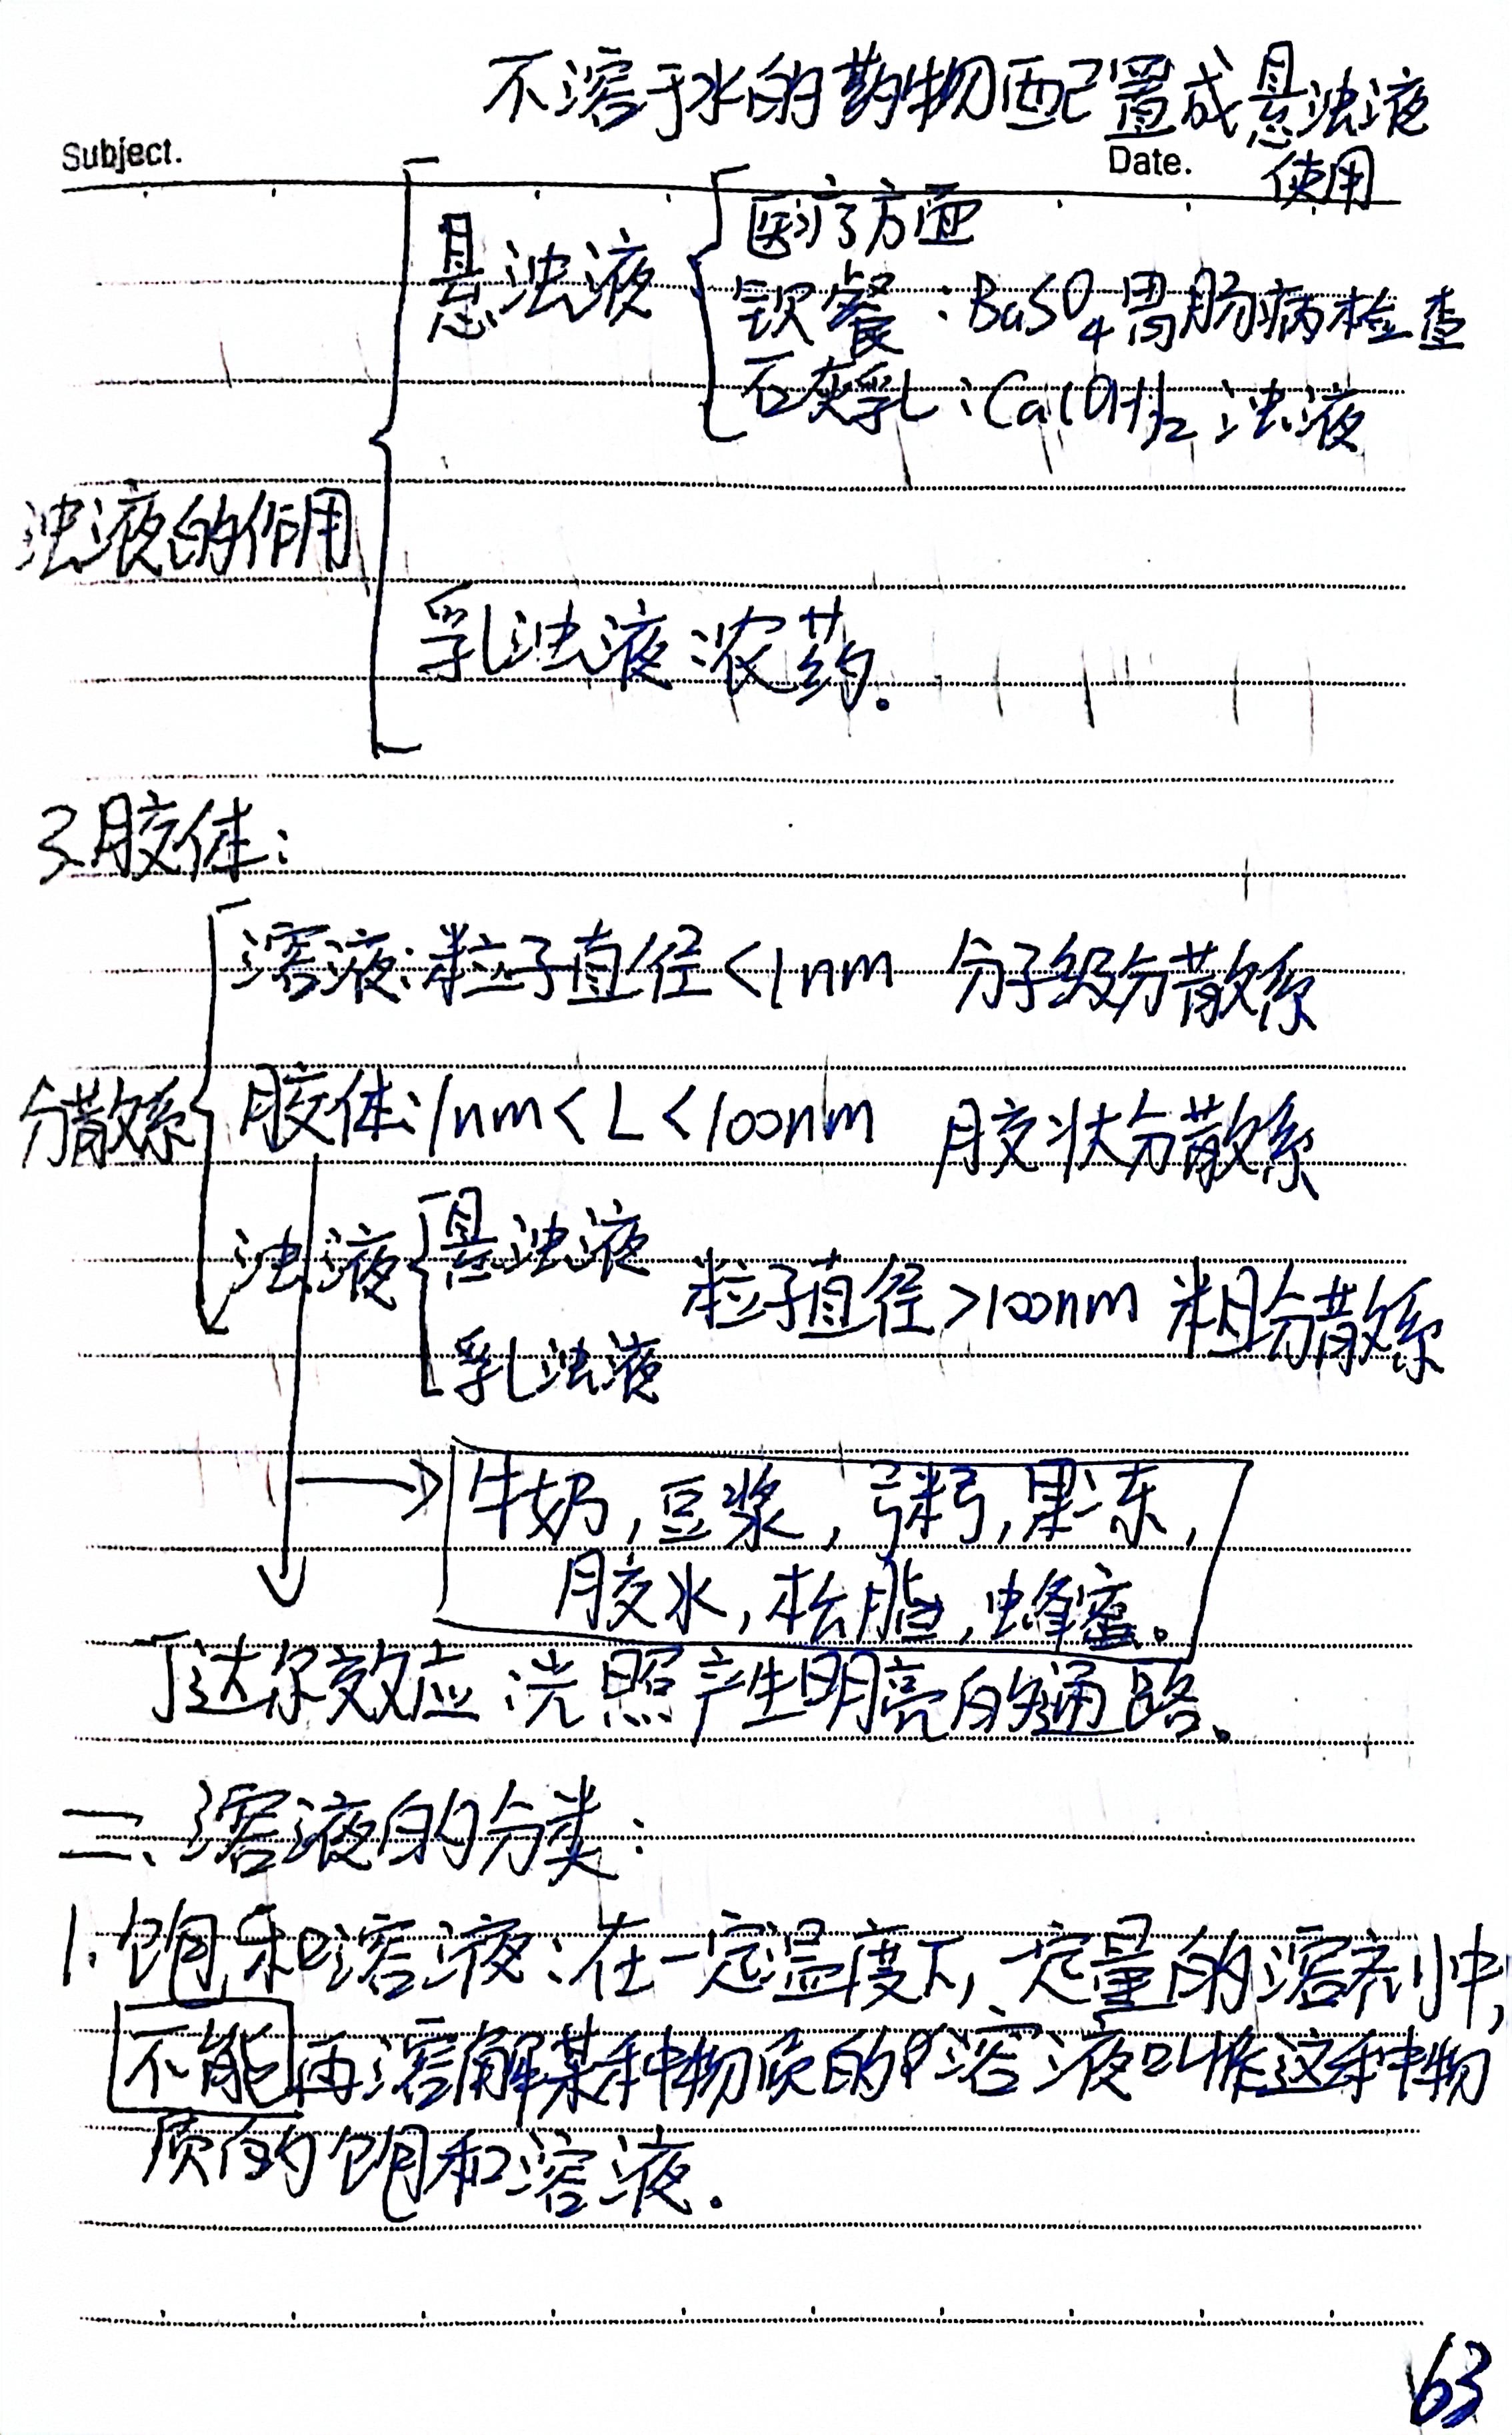 不溶于水的药物配置成悬浊液
使用
Subject.
Date.
悬浊液
医疗方面
钡餐:BaSO4胃肠病检查
石灰乳:Ca(OH)2浊液
浊液的作用
乳浊液:农药.
3.胶体:
溶液:粒子直径<1nm 分子级分散系
分散系 胶体:1nm<L<100nm 胶状分散系
浊液 悬浊液 粒子直径>100nm 粗分散系
乳浊液
牛奶,豆浆,粥,果冻,
胶水,松脂,蜂蜜。
丁达尔效应:光照产生明亮的通路。
二、溶液的分类:
1.饱和溶液:在一定温度下,一定量的溶剂中,
不能再溶解某种物质的溶液叫做这种物
质的饱和溶液.
63